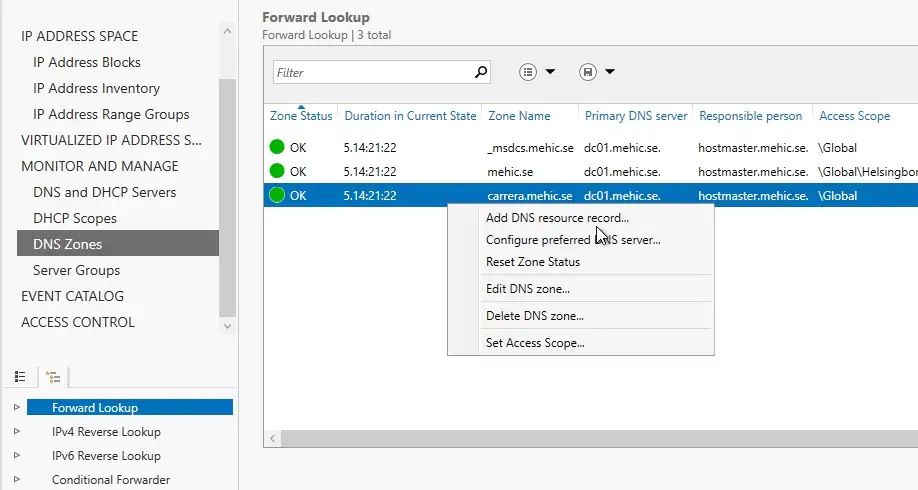 Forward Lookup
Forward Lookup | 3 total
IP ADDRESS SPACE
IP Address Blocks
IP Address Inventory
IP Address Range Groups
VIRTUALIZED IP ADDRESS S...
MONITOR AND MANAGE
DNS and DHCP Servers
DHCP Scopes
DNS Zones
Server Groups
EVENT CATALOG
ACCESS CONTROL
Forward Lookup
IPv4 Reverse Lookup
IPv6 Reverse Lookup
Conditional Forwarder
Filter
Zone Status Duration in Current State Zone Name Primary DNS server Responsible person Access Scope
OK 5.14:21:22 _msdcs.mehic.se dc01.mehic.se. hostmaster.mehic.se. \Global
OK 5.14:21:22 mehic.se dc01.mehic.se. hostmaster.mehic.se. \Global\Helsingbor
OK 5.14:21:22 carrera.mehic.se dc01.mehic.se. hostmaster.mehic.se. \Global
Add DNS resource record...
Configure preferred DNS server...
Reset Zone Status
Edit DNS zone...
Delete DNS zone...
Set Access Scope...